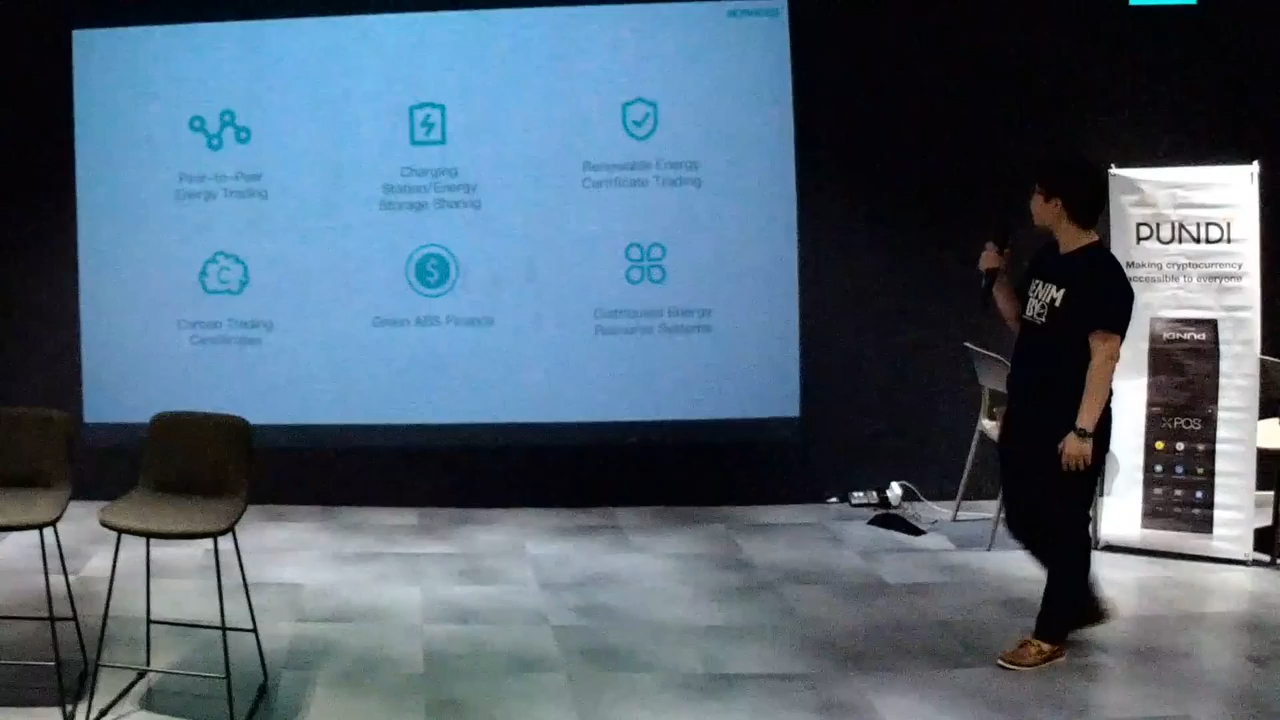 Peer-to-Peer
Energy Trading
Charging
Station/Energy
Storage Sharing
Renewable Energy
Certificate Trading
C
Carbon Trading
Certificates
$
Green ABS Finance
Distributed Energy
Resource Systems
PUNDI
Making cryptocurrency
accessible to everyone
PUNDI
XPOS